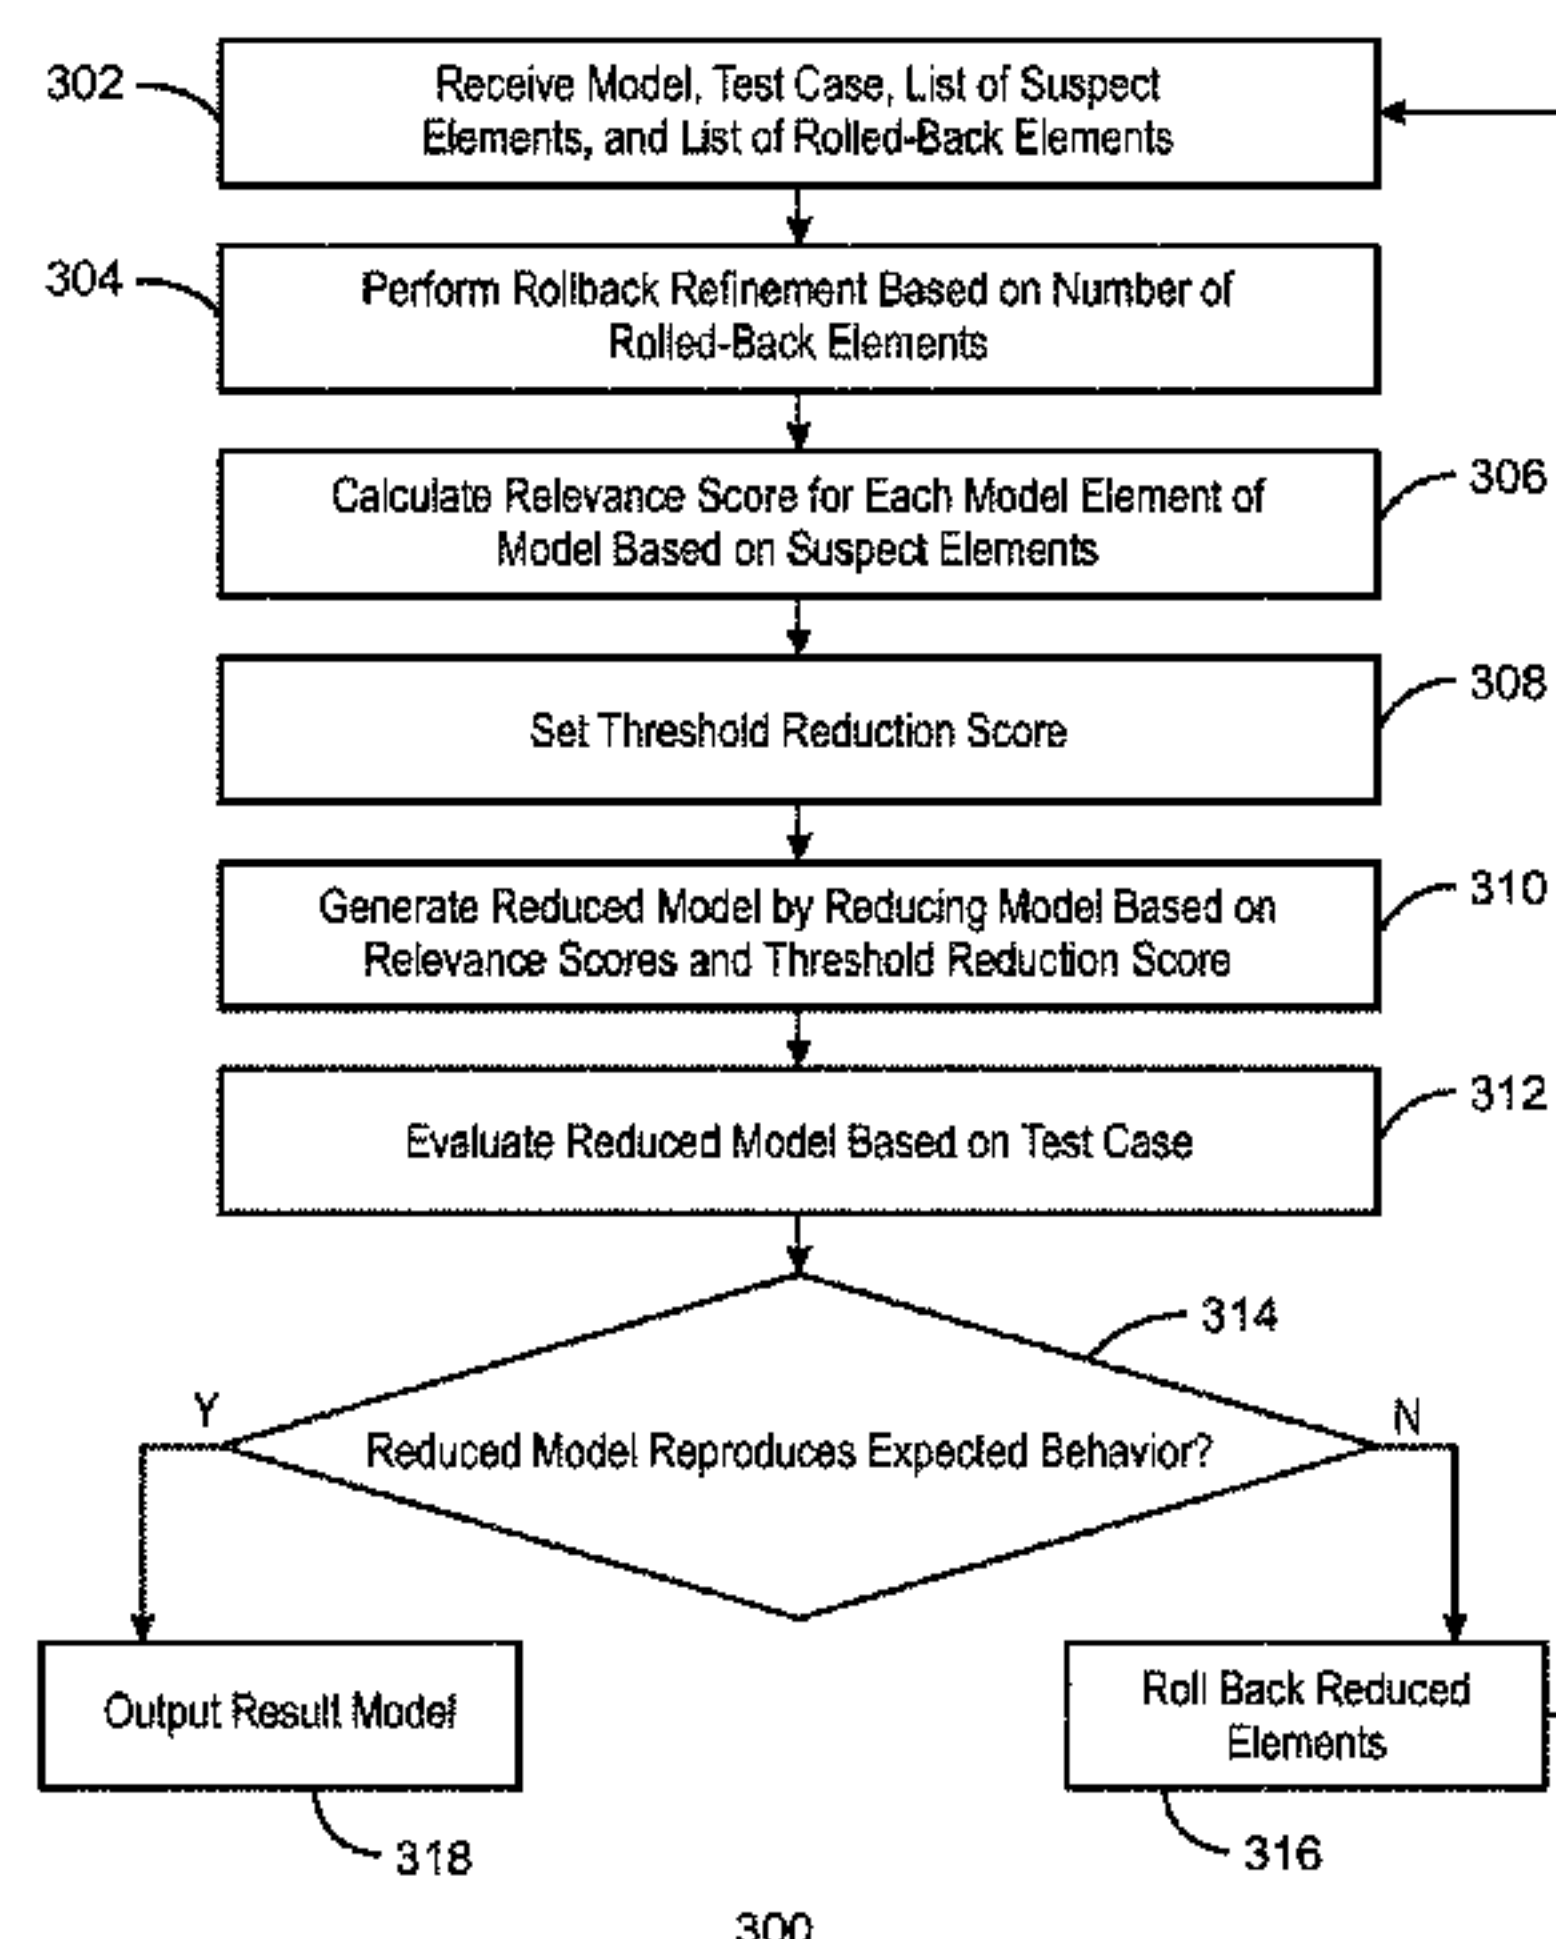 302
Receive Model, Test Case, List of Suspect
Elements, and List of Rolled-Back Elements
304
Perform Rollback Refinement Based on Number of
Rolled-Back Elements
Calculate Relevance Score for Each Model Element of
Model Based on Suspect Elements
306
Set Threshold Reduction Score
308
Generate Reduced Model by Reducing Model Based on
Relevance Scores and Threshold Reduction Score
310
Evaluate Reduced Model Based on Test Case
312
314
Y
Reduced Model Reproduces Expected Behavior?
N
Output Result Model
Roll Back Reduced
Elements
318
316
300